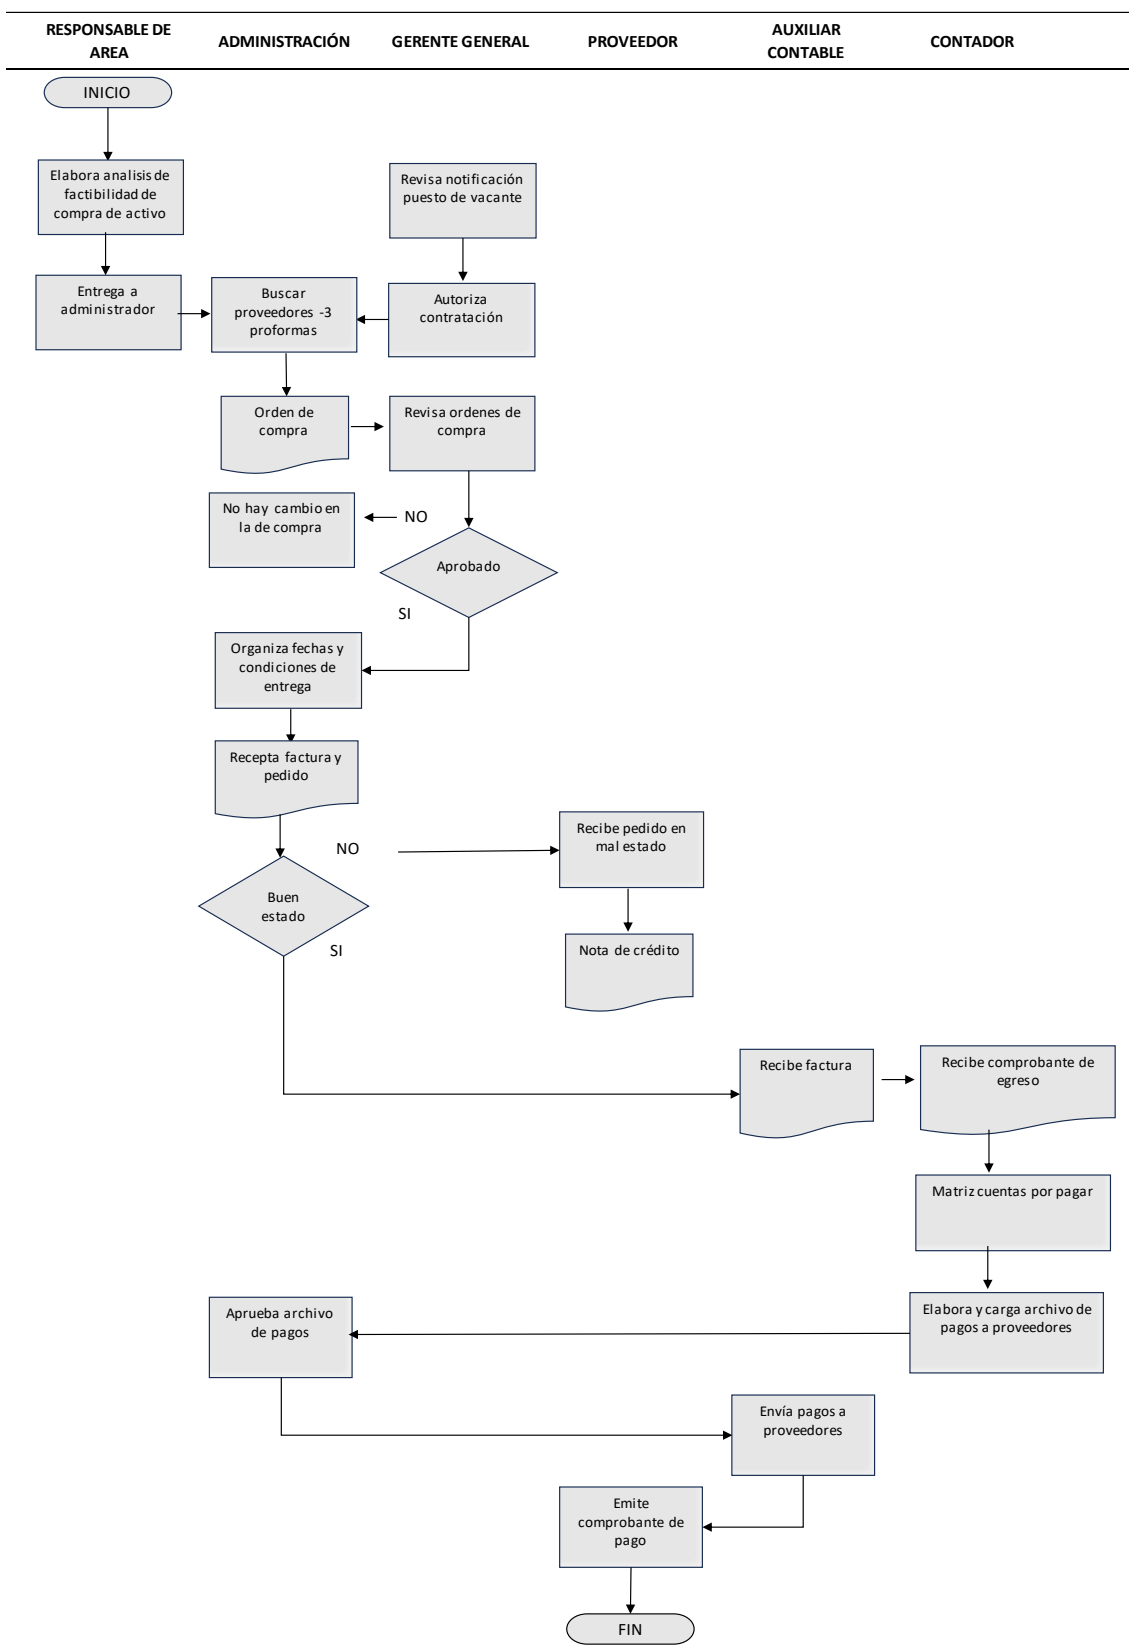 RESPONSABLE DE
AREA
ADMINISTRACIÓN
GERENTE GENERAL
PROVEEDOR
AUXILIAR
CONTABLE
CONTADOR
INICIO
Elabora analisis de
factibilidad de
compra de activo
Revisa notificación
puesto de vacante
Entrega a
administrador
Buscar
proveedores -3
proformas
Autoriza
contratación
Orden de
compra
Revisa ordenes de
compra
No hay cambio en
la de compra
NO
Aprobado
SI
Organiza fechas y
condiciones de
entrega
Recepta factura y
pedido
NO
Recibe pedido en
mal estado
Buen
estado
SI
Nota de crédito
Recibe factura
Recibe comprobante de
egreso
Matriz cuentas por pagar
Aprueba archivo
de pagos
Elabora y carga archivo de
pagos a proveedores
Envía pagos a
proveedores
Emite
comprobante de
pago
FIN